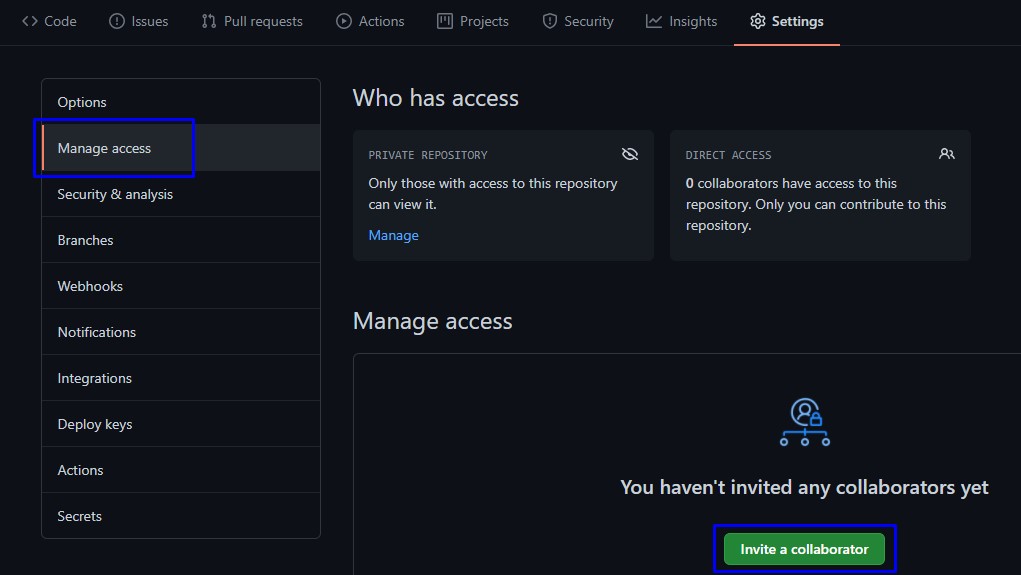 Code Issues Pull requests Actions Projects Security Insights Settings
Options
Manage access
Security & analysis
Branches
Webhooks
Notifications
Integrations
Deploy keys
Actions
Secrets
Who has access
PRIVATE REPOSITORY
Only those with access to this repository
can view it.
Manage
DIRECT ACCESS
0 collaborators have access to this
repository. Only you can contribute to this
repository.
Manage access
You haven't invited any collaborators yet
Invite a collaborator